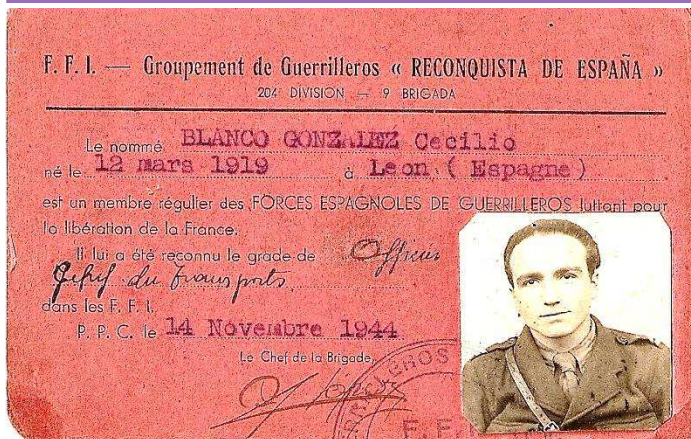 F. F. I. — Groupement de Guerrilleros « RECONQUISTA DE ESPAÑA »
204e DIVISION — 9 BRIGADA
Le nommé BLANCO GONZALEZ Cecilio
né le 12 mars 1919 à Leon ( Espagne )
est un membre régulier des FORCES ESPAGNOLES DE GUERRILLEROS luttant pour
la libération de la France.
Il lui a été reconnu le grade de Officier
du transports
dans les F. F. I.
P. P. C. le 14 Novembre 1944
Le Chef de la Brigade,